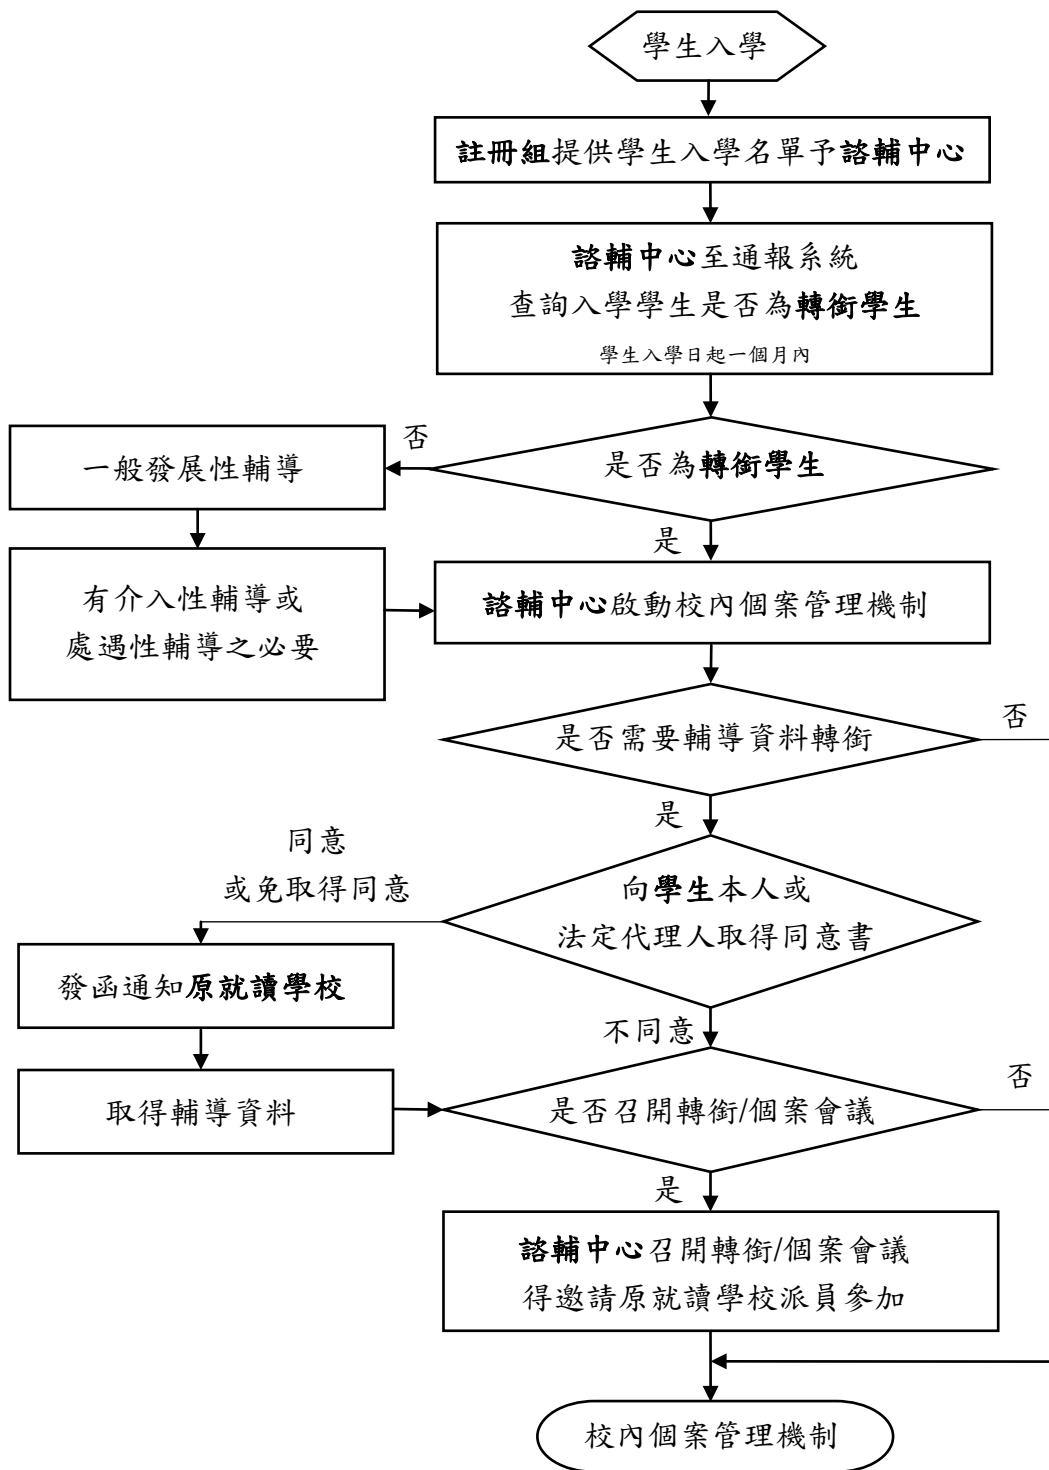 學生入學
註冊組提供學生入學名單予諮輔中心
諮輔中心至通報系統
查詢入學學生是否為轉銜學生
學生入學日起一個月內
是否為轉銜學生
否
一般發展性輔導
有介入性輔導或
處遇性輔導之必要
是
諮輔中心啟動校內個案管理機制
是否需要輔導資料轉銜
否
是
向學生本人或
法定代理人取得同意書
同意
或免取得同意
發函通知原就讀學校
取得輔導資料
不同意
是否召開轉銜/個案會議
否
是
諮輔中心召開轉銜/個案會議
得邀請原就讀學校派員參加
校內個案管理機制